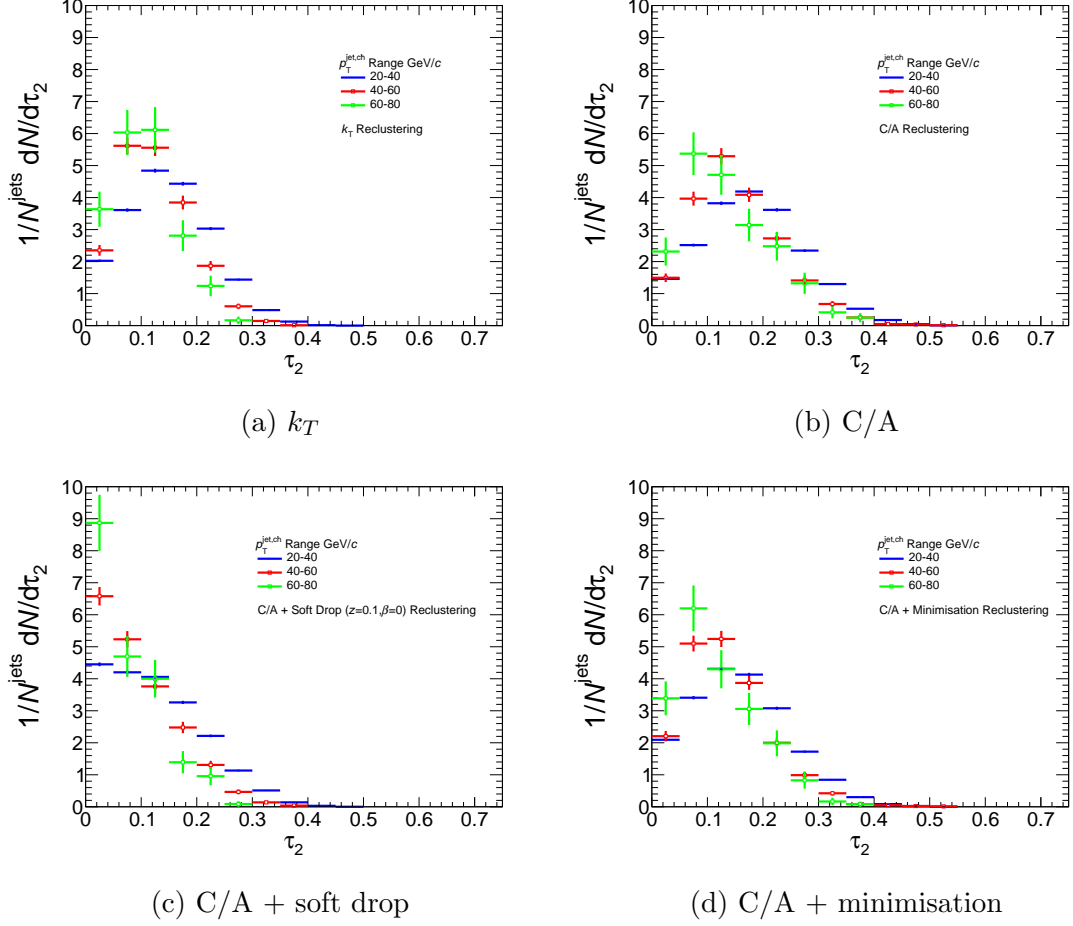 10
9
8
7
6
5
4
3
2
1
0
1/N^jets dN/dτ₂
p_T^jet,ch Range GeV/c
20-40
40-60
60-80
k_T Reclustering
0 0.1 0.2 0.3 0.4 0.5 0.6 0.7
τ₂
(a) k_T
10
9
8
7
6
5
4
3
2
1
0
1/N^jets dN/dτ₂
p_T^jet,ch Range GeV/c
20-40
40-60
60-80
C/A Reclustering
0 0.1 0.2 0.3 0.4 0.5 0.6 0.7
τ₂
(b) C/A
10
9
8
7
6
5
4
3
2
1
0
1/N^jets dN/dτ₂
p_T^jet,ch Range GeV/c
20-40
40-60
60-80
C/A + Soft Drop (z=0.1,β=0) Reclustering
0 0.1 0.2 0.3 0.4 0.5 0.6 0.7
τ₂
(c) C/A + soft drop
10
9
8
7
6
5
4
3
2
1
0
1/N^jets dN/dτ₂
p_T^jet,ch Range GeV/c
20-40
40-60
60-80
C/A + Minimisation Reclustering
0 0.1 0.2 0.3 0.4 0.5 0.6 0.7
τ₂
(d) C/A + minimisation